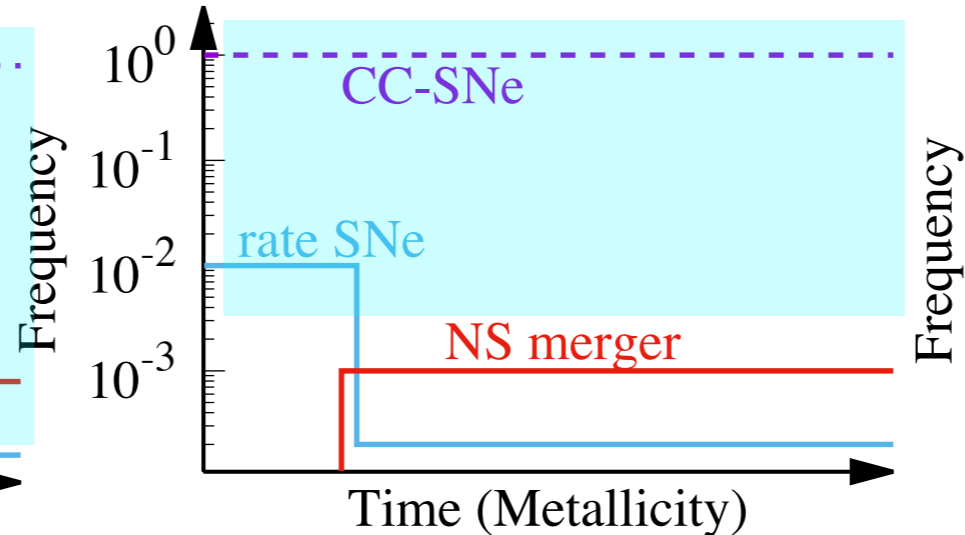 Frequency
10^0
10^-1
10^-2
10^-3
CC-SNe
rate SNe
NS merger
Time (Metallicity)
Frequency